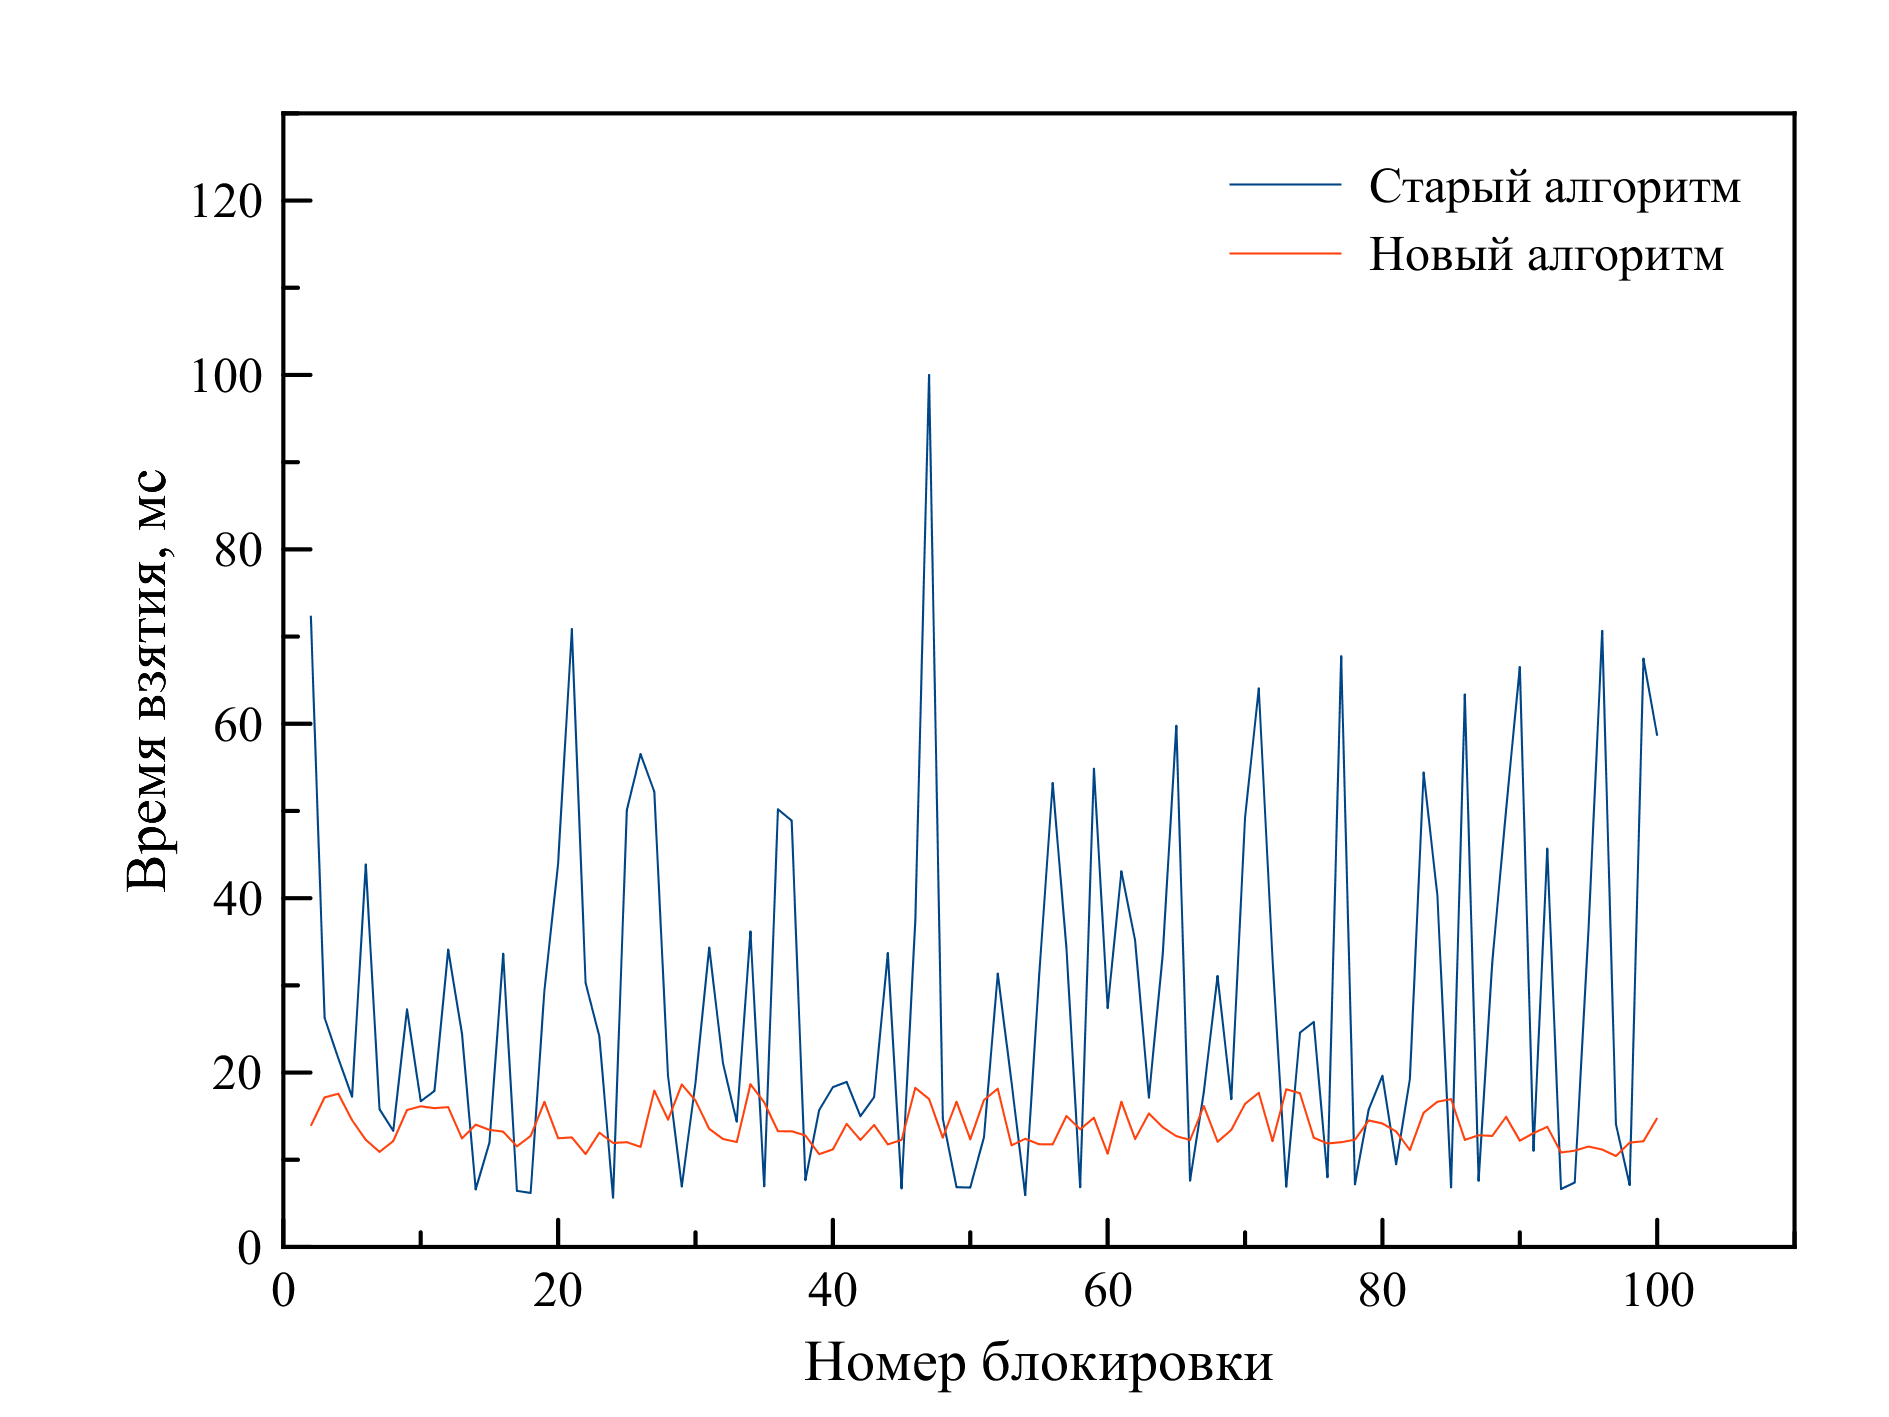 Старый алгоритм
Новый алгоритм
120
100
80
60
40
20
0
Время взятия, мс
0 20 40 60 80 100
Номер блокировки